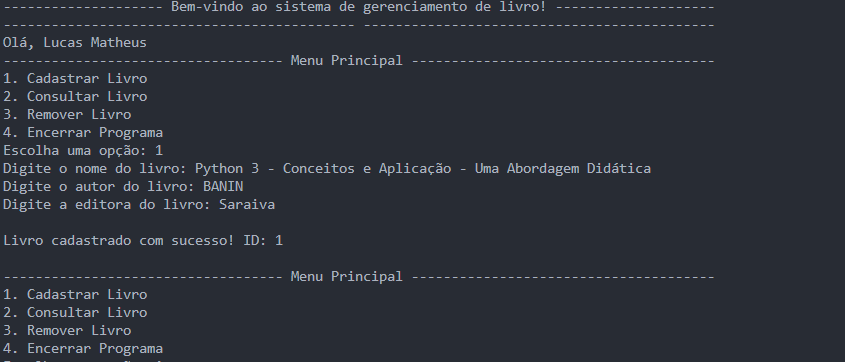 -------------------- Bem-vindo ao sistema de gerenciamento de livro! --------------------
-------------------------------------------- --------------------------------------------
Olá, Lucas Matheus
----------------------------------- Menu Principal --------------------------------------
1. Cadastrar Livro
2. Consultar Livro
3. Remover Livro
4. Encerrar Programa
Escolha uma opção: 1
Digite o nome do livro: Python 3 - Conceitos e Aplicação - Uma Abordagem Didática
Digite o autor do livro: BANIN
Digite a editora do livro: Saraiva
Livro cadastrado com sucesso! ID: 1
----------------------------------- Menu Principal --------------------------------------
1. Cadastrar Livro
2. Consultar Livro
3. Remover Livro
4. Encerrar Programa